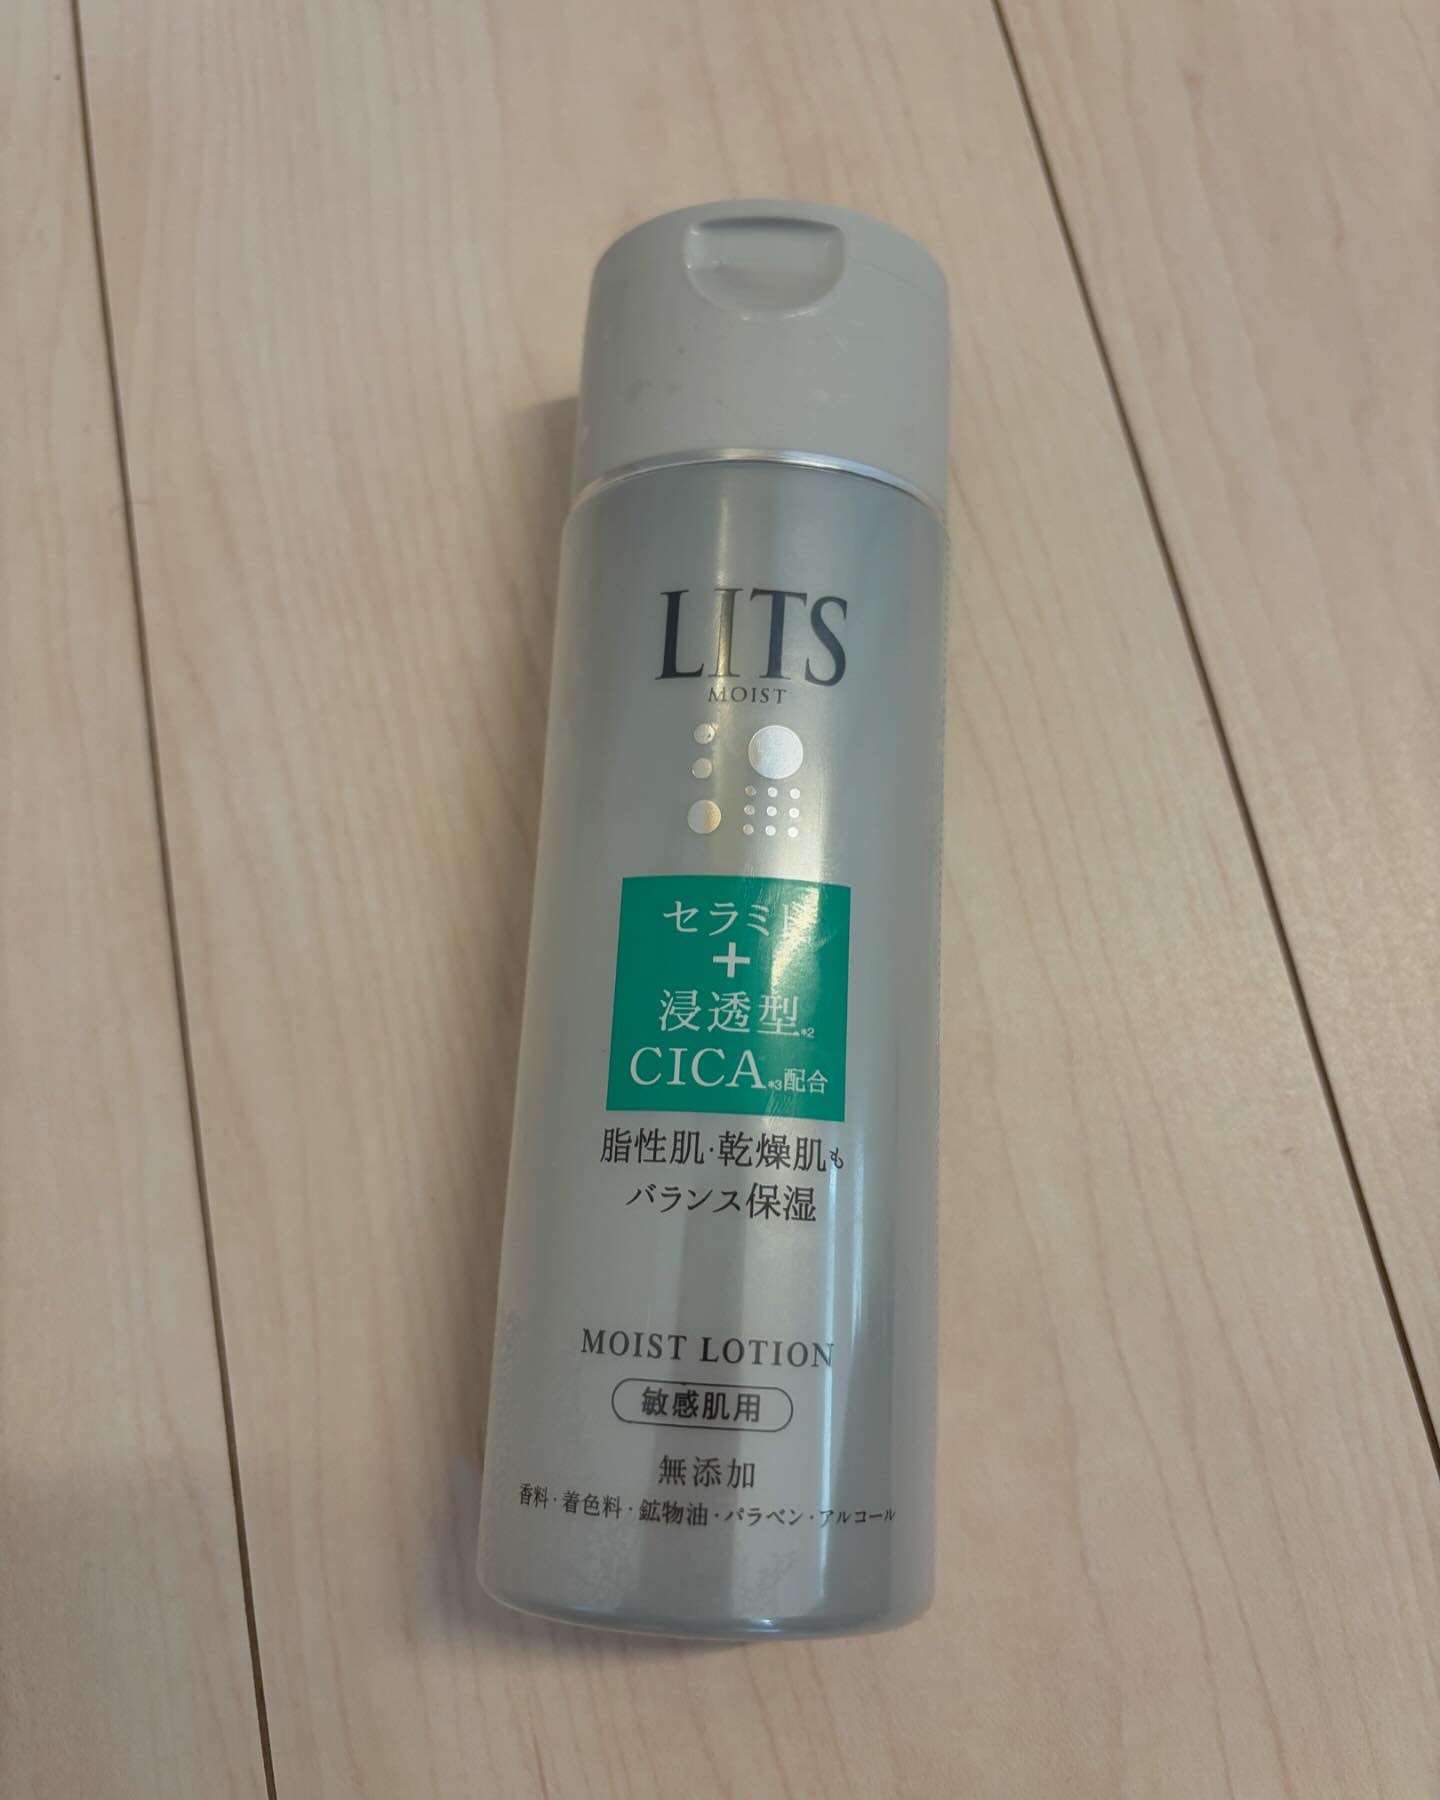 LITS
MOIST
セラミド
+
浸透型*2
CICA*3配合
脂性肌・乾燥肌も
バランス保湿
MOIST LOTION
敏感肌用
無添加
香料・着色料・鉱物油・パラベン・アルコール